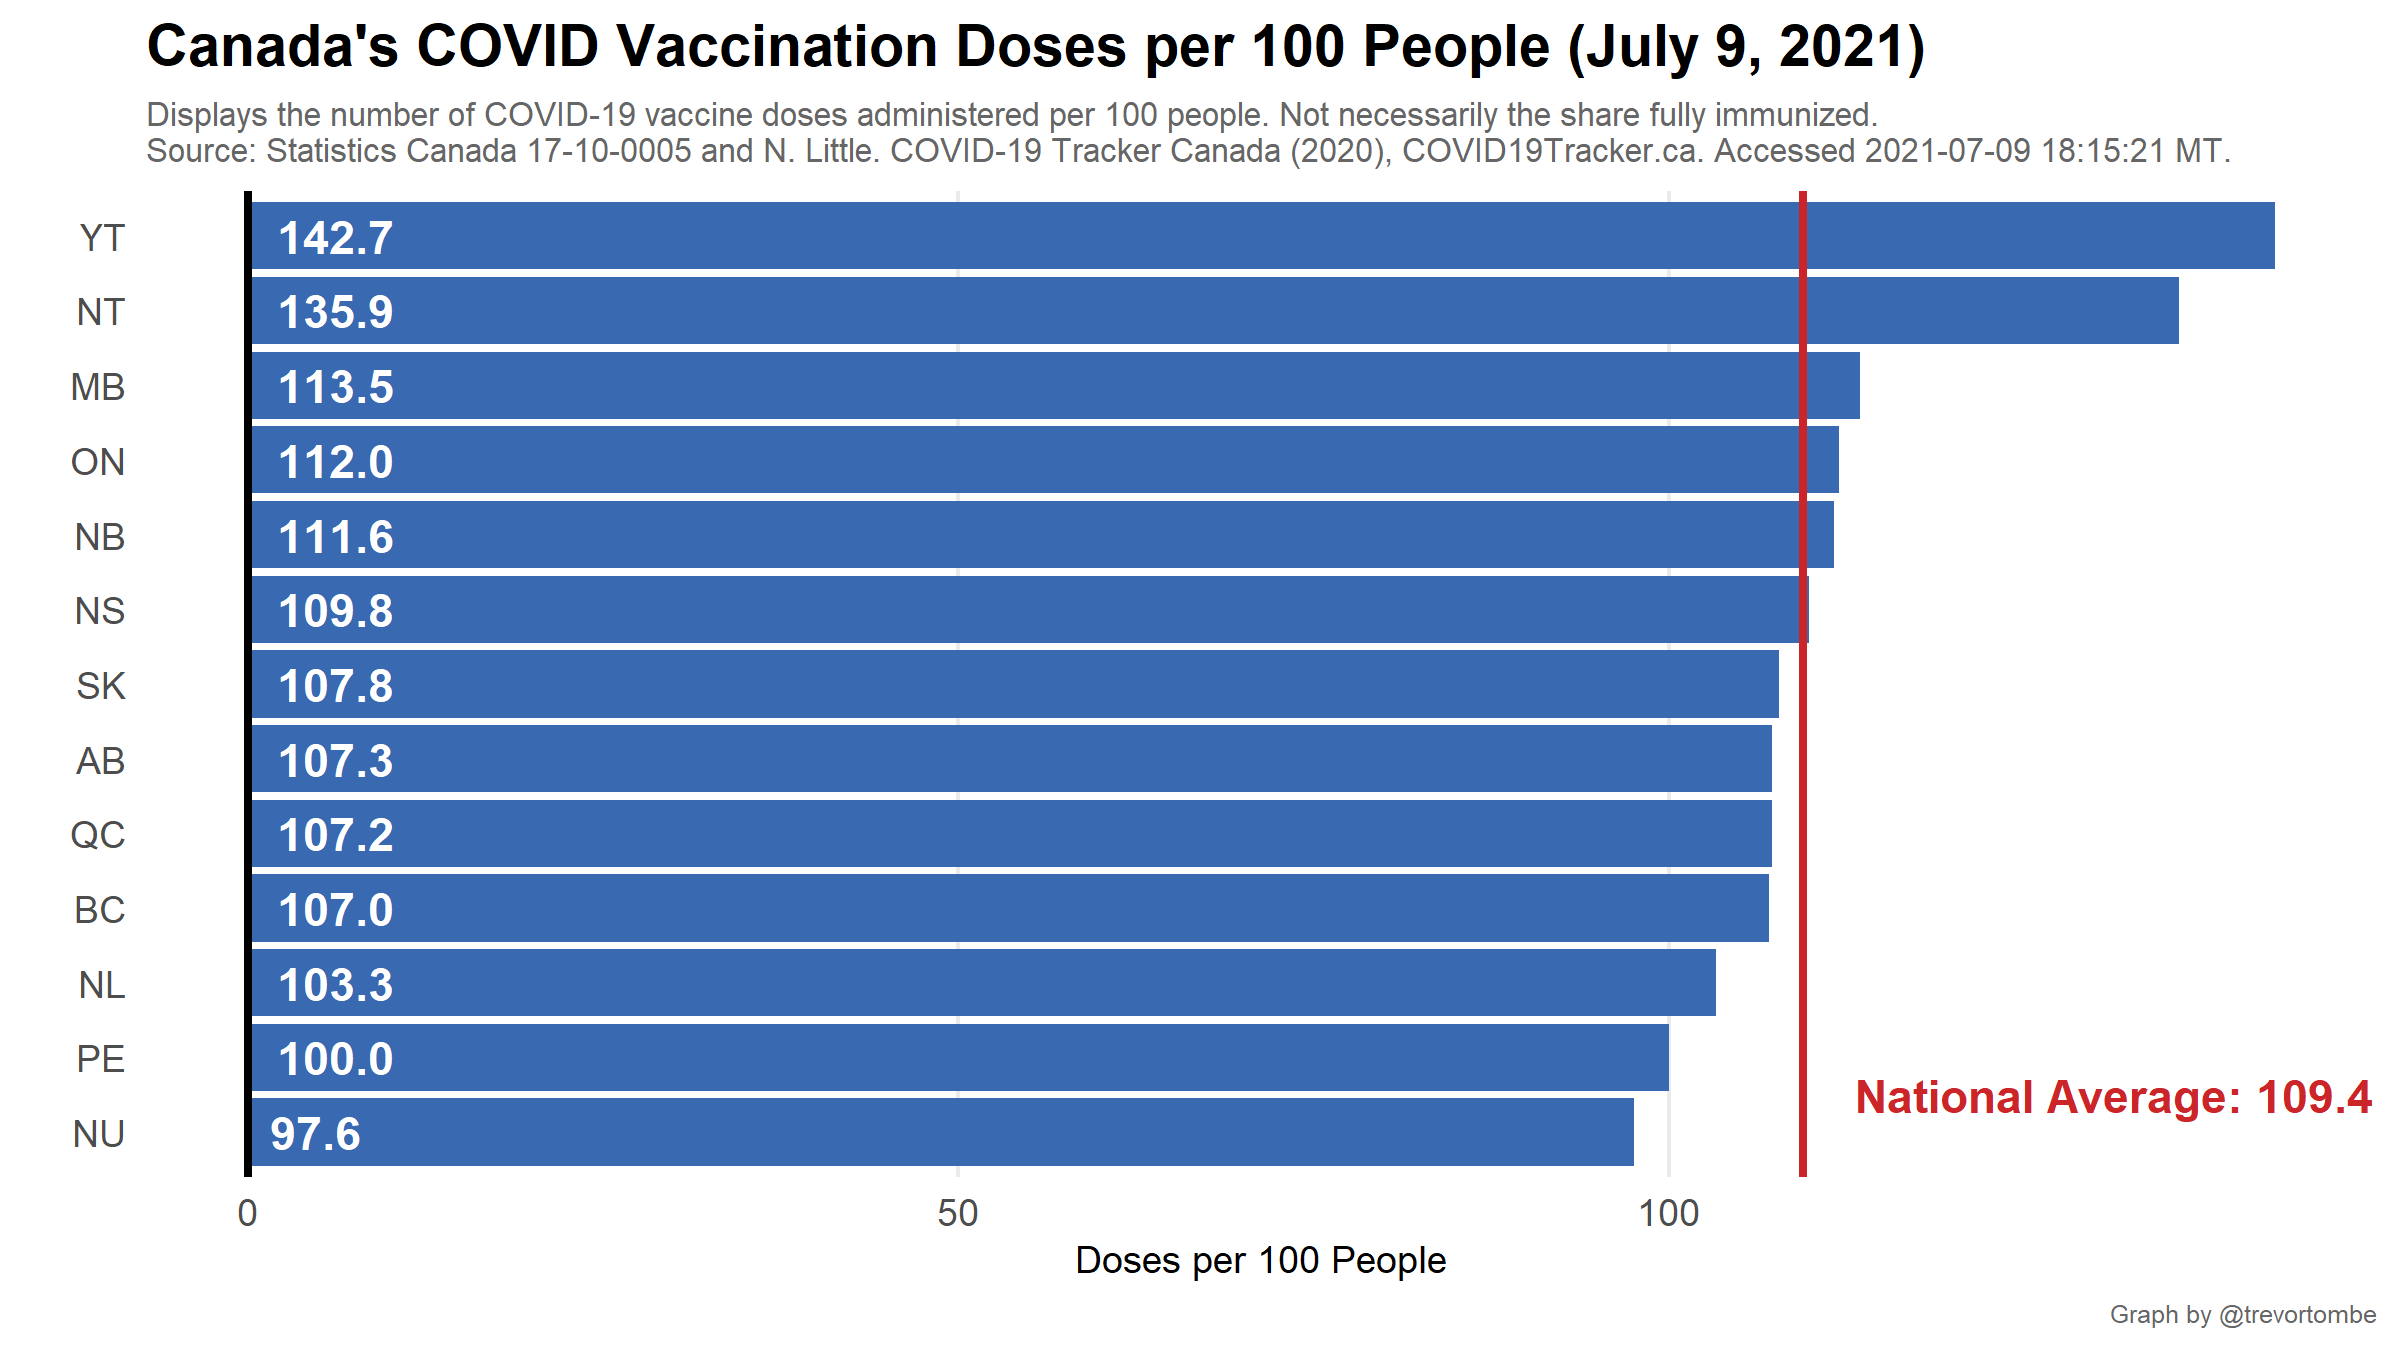 Canada's COVID Vaccination Doses per 100 People (July 9, 2021)
Displays the number of COVID-19 vaccine doses administered per 100 people. Not necessarily the share fully immunized.
Source: Statistics Canada 17-10-0005 and N. Little. COVID-19 Tracker Canada (2020), COVID19Tracker.ca. Accessed 2021-07-09 18:15:21 MT.
YT 142.7
NT 135.9
MB 113.5
ON 112.0
NB 111.6
NS 109.8
SK 107.8
AB 107.3
QC 107.2
BC 107.0
NL 103.3
PE 100.0
National Average: 109.4
NU 97.6
0 50 100
Doses per 100 People
Graph by @trevortombe